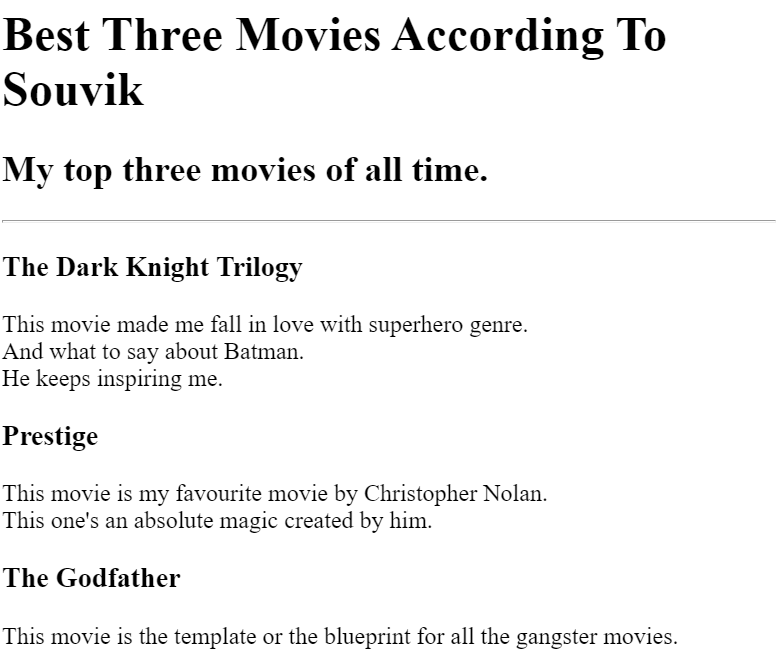 Best Three Movies According To
Souvik
My top three movies of all time.
The Dark Knight Trilogy
This movie made me fall in love with superhero genre.
And what to say about Batman.
He keeps inspiring me.
Prestige
This movie is my favourite movie by Christopher Nolan.
This one's an absolute magic created by him.
The Godfather
This movie is the template or the blueprint for all the gangster movies.